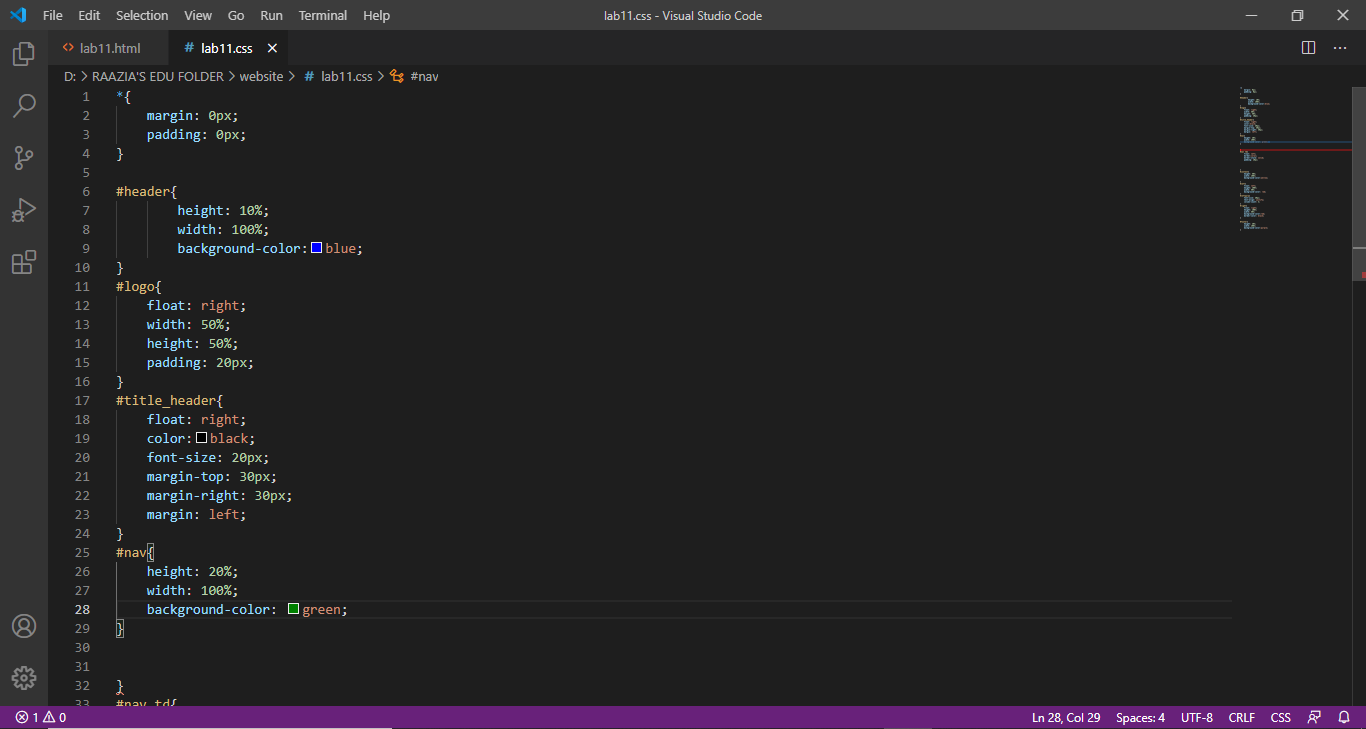 File Edit Selection View Go Run Terminal Help lab11.css - Visual Studio Code
<> lab11.html # lab11.css ×
D: > RAAZIA'S EDU FOLDER > website > # lab11.css > #nav
1 *{
2 margin: 0px;
3 padding: 0px;
4 }
5
6 #header{
7 height: 10%;
8 width: 100%;
9 background-color: blue;
10 }
11 #logo{
12 float: right;
13 width: 50%;
14 height: 50%;
15 padding: 20px;
16 }
17 #title_header{
18 float: right;
19 color: black;
20 font-size: 20px;
21 margin-top: 30px;
22 margin-right: 30px;
23 margin: left;
24 }
25 #nav{
26 height: 20%;
27 width: 100%;
28 background-color: green;
29 }
30
31
32 }
33 #nav td{
1 0 Ln 28, Col 29 Spaces: 4 UTF-8 CRLF CSS